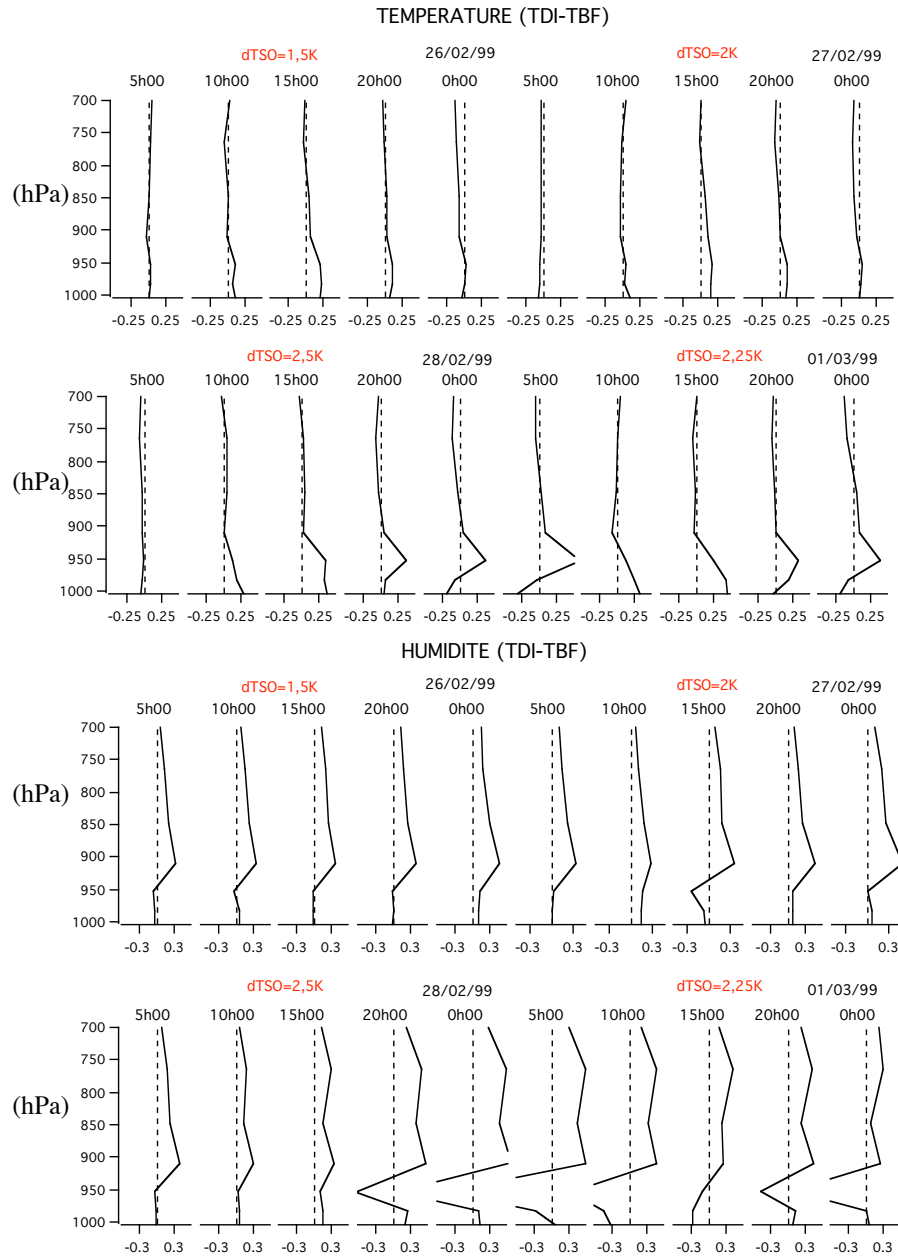 TEMPERATURE (TDI-TBF)
dTSO=1,5K 26/02/99 dTSO=2K 27/02/99
5h00 10h00 15h00 20h00 0h00 5h00 10h00 15h00 20h00 0h00
700
750
800
(hPa) 850
900
950
1000
-0.25 0.25 -0.25 0.25 -0.25 0.25 -0.25 0.25 -0.25 0.25 -0.25 0.25 -0.25 0.25 -0.25 0.25 -0.25 0.25 -0.25 0.25
dTSO=2,5K 28/02/99 dTSO=2,25K 01/03/99
5h00 10h00 15h00 20h00 0h00 5h00 10h00 15h00 20h00 0h00
700
750
800
(hPa) 850
900
950
1000
-0.25 0.25 -0.25 0.25 -0.25 0.25 -0.25 0.25 -0.25 0.25 -0.25 0.25 -0.25 0.25 -0.25 0.25 -0.25 0.25 -0.25 0.25
HUMIDITE (TDI-TBF)
dTSO=1,5K 26/02/99 dTSO=2K 27/02/99
5h00 10h00 15h00 20h00 0h00 5h00 10h00 15h00 20h00 0h00
700
750
(hPa) 800
850
900
950
1000
-0.3 0.3 -0.3 0.3 -0.3 0.3 -0.3 0.3 -0.3 0.3 -0.3 0.3 -0.3 0.3 -0.3 0.3 -0.3 0.3 -0.3 0.3
dTSO=2,5K 28/02/99 dTSO=2,25K 01/03/99
5h00 10h00 15h00 20h00 0h00 5h00 10h00 15h00 20h00 0h00
700
750
800
(hPa) 850
900
950
1000
-0.3 0.3 -0.3 0.3 -0.3 0.3 -0.3 0.3 -0.3 0.3 -0.3 0.3 -0.3 0.3 -0.3 0.3 -0.3 0.3 -0.3 0.3